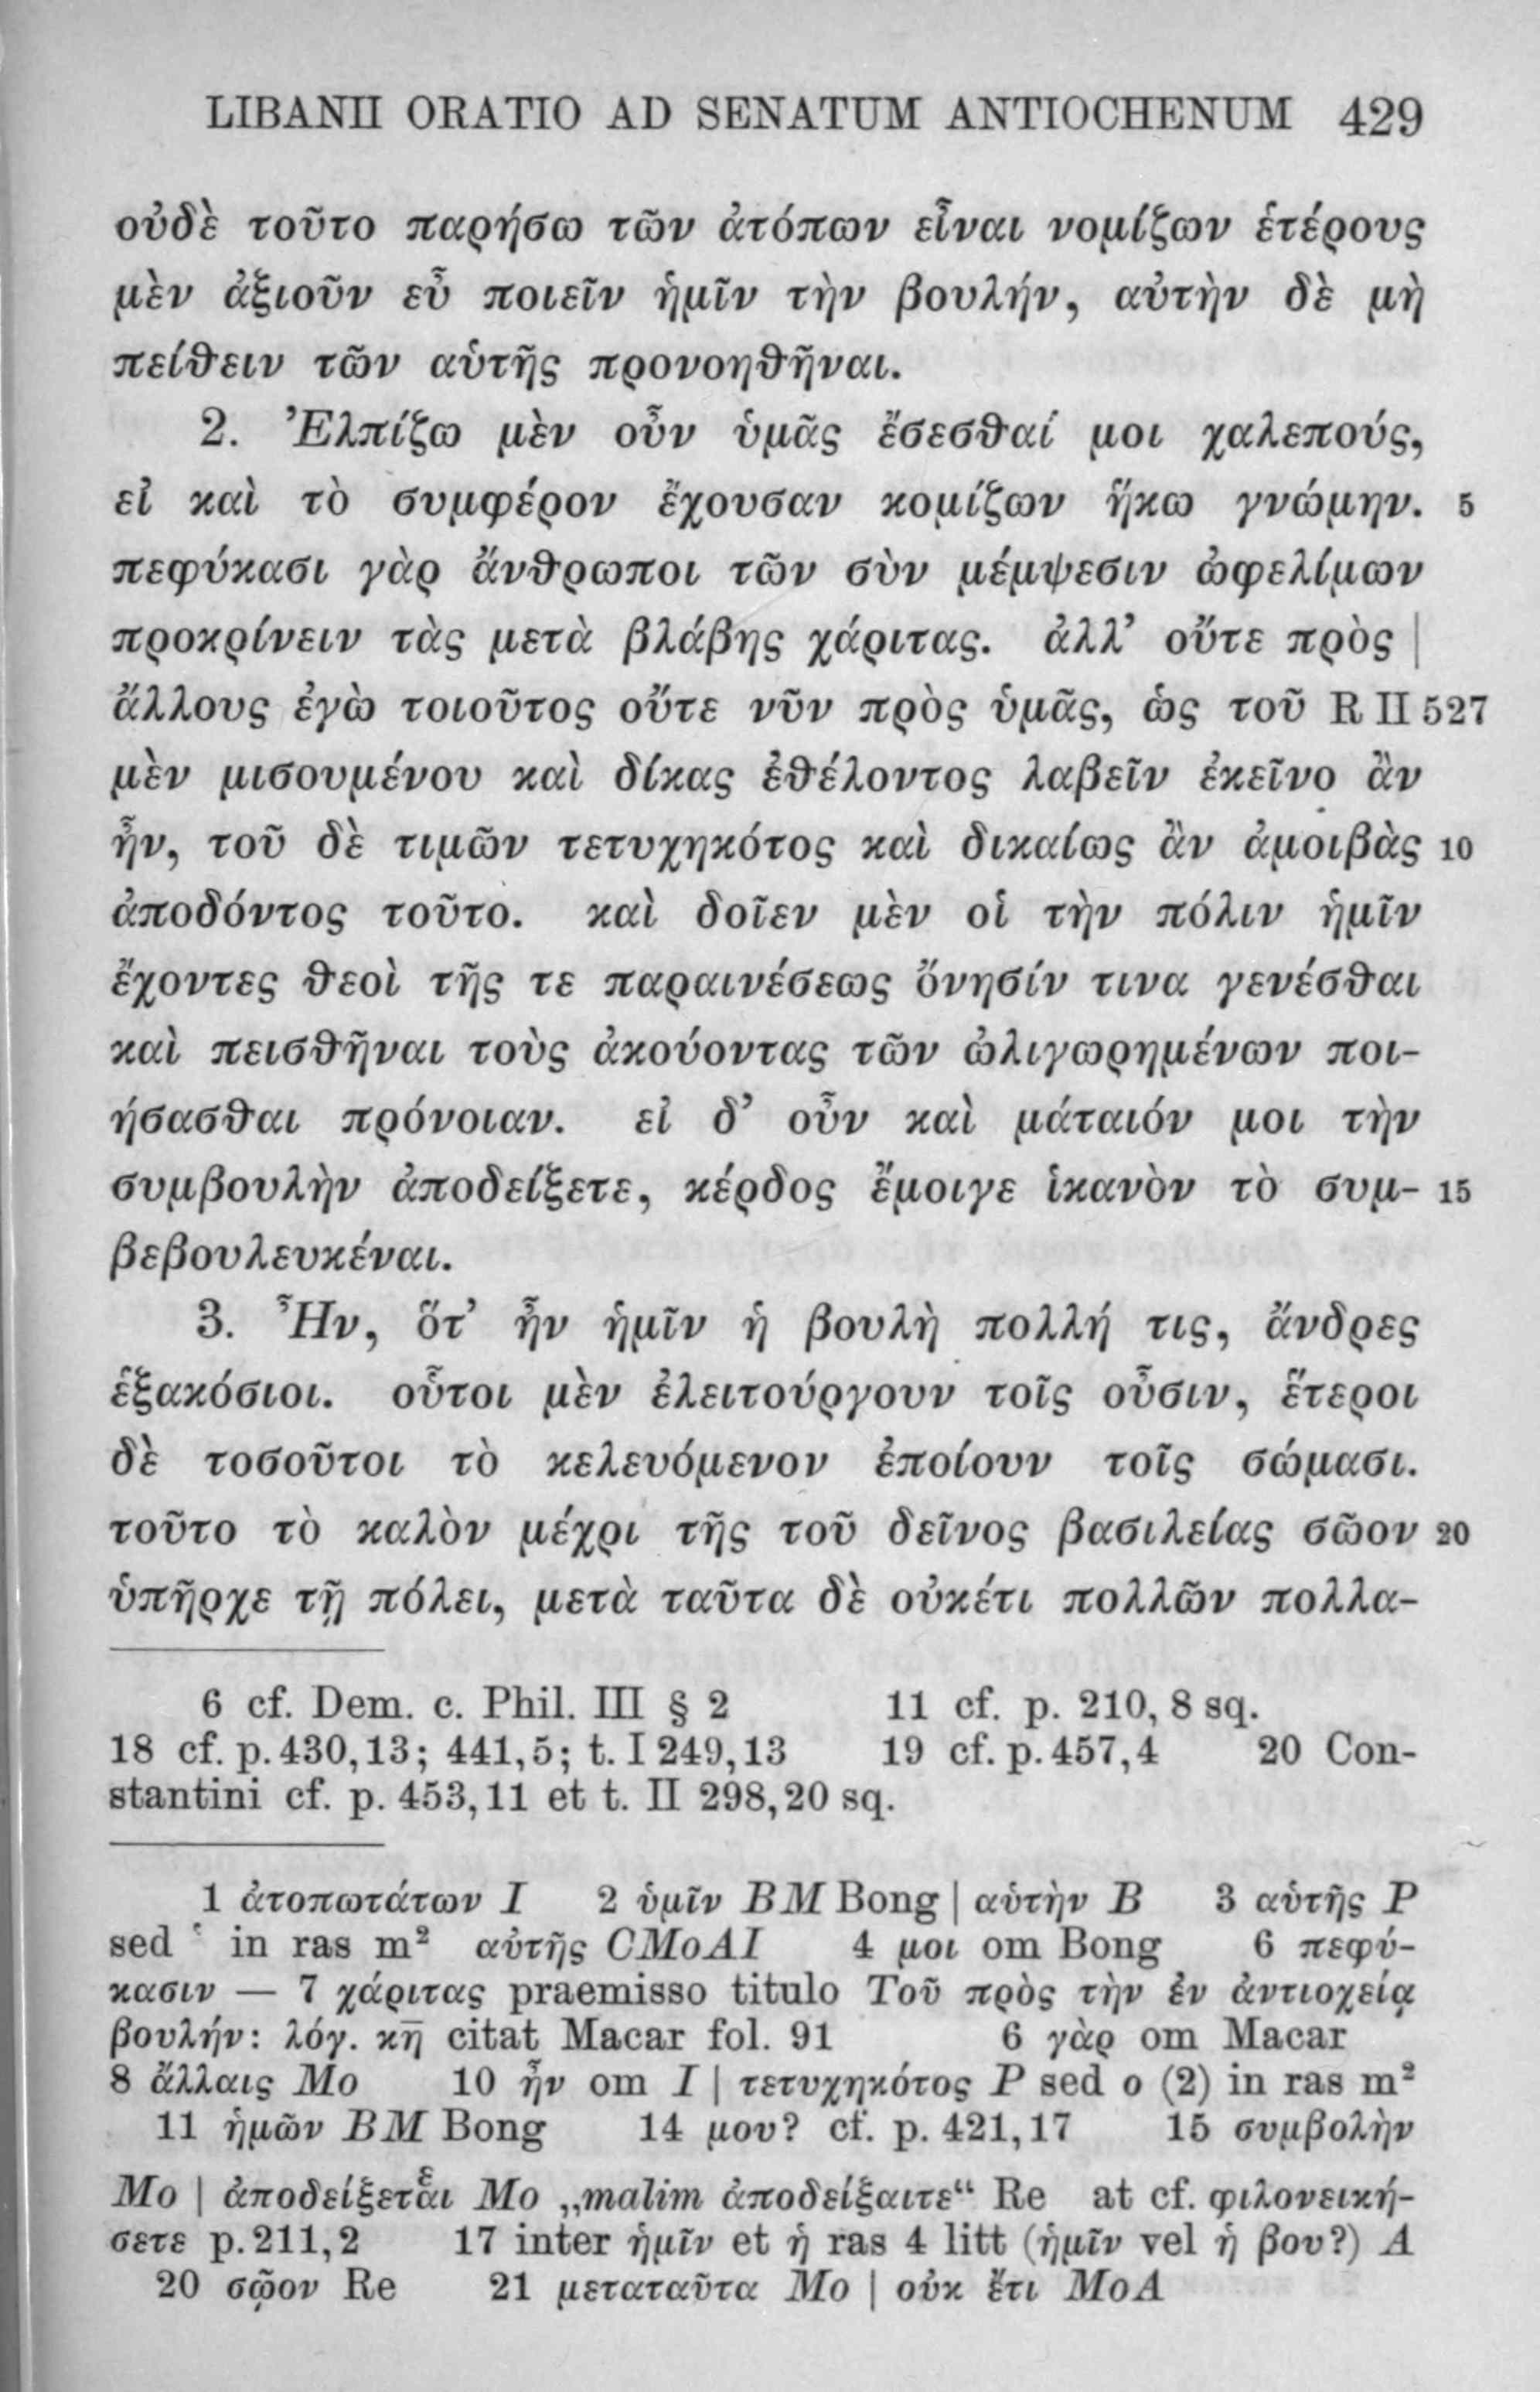 LIBANII ORATIO AD SENATUM ANTIOCHENUM 429
οὐδὲ τοῦτο παρήσω τῶν ἀτόπων εἶναι νομίζων ἑτέρους
μὲν ἀξιοῦν εὖ ποιεῖν ἡμῖν τὴν βουλήν, αὐτὴν δὲ μὴ
πείθειν τῶν αὑτῆς προνοηθῆναι.
2. Ἐλπίζω μὲν οὖν ὑμᾶς ἔσεσθαί μοι χαλεπούς,
εἰ καὶ τὸ συμφέρον ἔχουσαν κομίζων ἥκω γνώμην. 5
πεφύκασι γὰρ ἄνθρωποι τῶν σὺν μέμψεσιν ὠφελίμων
προκρίνειν τὰς μετὰ βλάβης χάριτας. ἀλλ’ οὔτε πρὸς |
ἄλλους ἐγὼ τοιοῦτος οὔτε νῦν πρὸς ὑμᾶς, ὡς τοῦ R II 527
μὲν μισουμένου καὶ δίκας ἐθέλοντος λαβεῖν ἐκεῖνο ἂν
ἦν, τοῦ δὲ τιμῶν τετυχηκότος καὶ δικαίως ἂν ἀμοιβὰς 10
ἀποδόντος τοῦτο. καὶ δοῖεν μὲν οἱ τὴν πόλιν ἡμῖν
ἔχοντες θεοὶ τῆς τε παραινέσεως ὄνησίν τινα γενέσθαι
καὶ πεισθῆναι τοὺς ἀκούοντας τῶν ὠλιγωρημένων ποι-
ήσασθαι πρόνοιαν. εἰ δ’ οὖν καὶ μάταιόν μοι τὴν
συμβουλὴν ἀποδείξετε, κέρδος ἔμοιγε ἱκανὸν τὸ συμ- 15
βεβουλευκέναι.
3. Ἦν, ὅτ’ ἦν ἡμῖν ἡ βουλὴ πολλή τις, ἄνδρες
ἑξακόσιοι. οὗτοι μὲν ἐλειτούργουν τοῖς οὖσιν, ἕτεροι
δὲ τοσοῦτοι τὸ κελευόμενον ἐποίουν τοῖς σώμασι.
τοῦτο τὸ καλὸν μέχρι τῆς τοῦ δεῖνος βασιλείας σῶον 20
ὑπῆρχε τῇ πόλει, μετὰ ταῦτα δὲ οὐκέτι πολλῶν πολλα-
6 cf. Dem. c. Phil. III § 2 11 cf. p. 210, 8 sq.
18 cf. p. 430, 13; 441, 5; t. I 249, 13 19 cf. p. 457, 4 20 Con-
stantini cf. p. 453, 11 et t. II 298, 20 sq.
1 ἀτοπωτάτων I 2 ὑμῖν BM Bong | αὑτὴν B 3 αὑτῆς P
sed ῾ in ras m² αὐτῆς CMoAI 4 μοι om Bong 6 πεφύ-
κασιν — 7 χάριτας praemisso titulo Τοῦ πρὸς τὴν ἐν ἀντιοχείᾳ
βουλήν: λόγ. κη̄ citat Macar fol. 91 6 γὰρ om Macar
8 ἄλλαις Mo 10 ἦν om I | τετυχηκότος P sed ο (2) in ras m²
11 ἡμῶν BM Bong 14 μου? cf. p. 421, 17 15 συμβολὴν
Mo | ἀποδείξεται̂ε Mo „malim ἀποδείξαιτε“ Re at cf. φιλονεικη-
σετε p. 211, 2 17 inter ἡμῖν et ἡ ras 4 litt (ἡμῖν vel ἡ βου?) A
20 σῷον Re 21 μεταταῦτα Mo | οὐκ ἔτι MoA